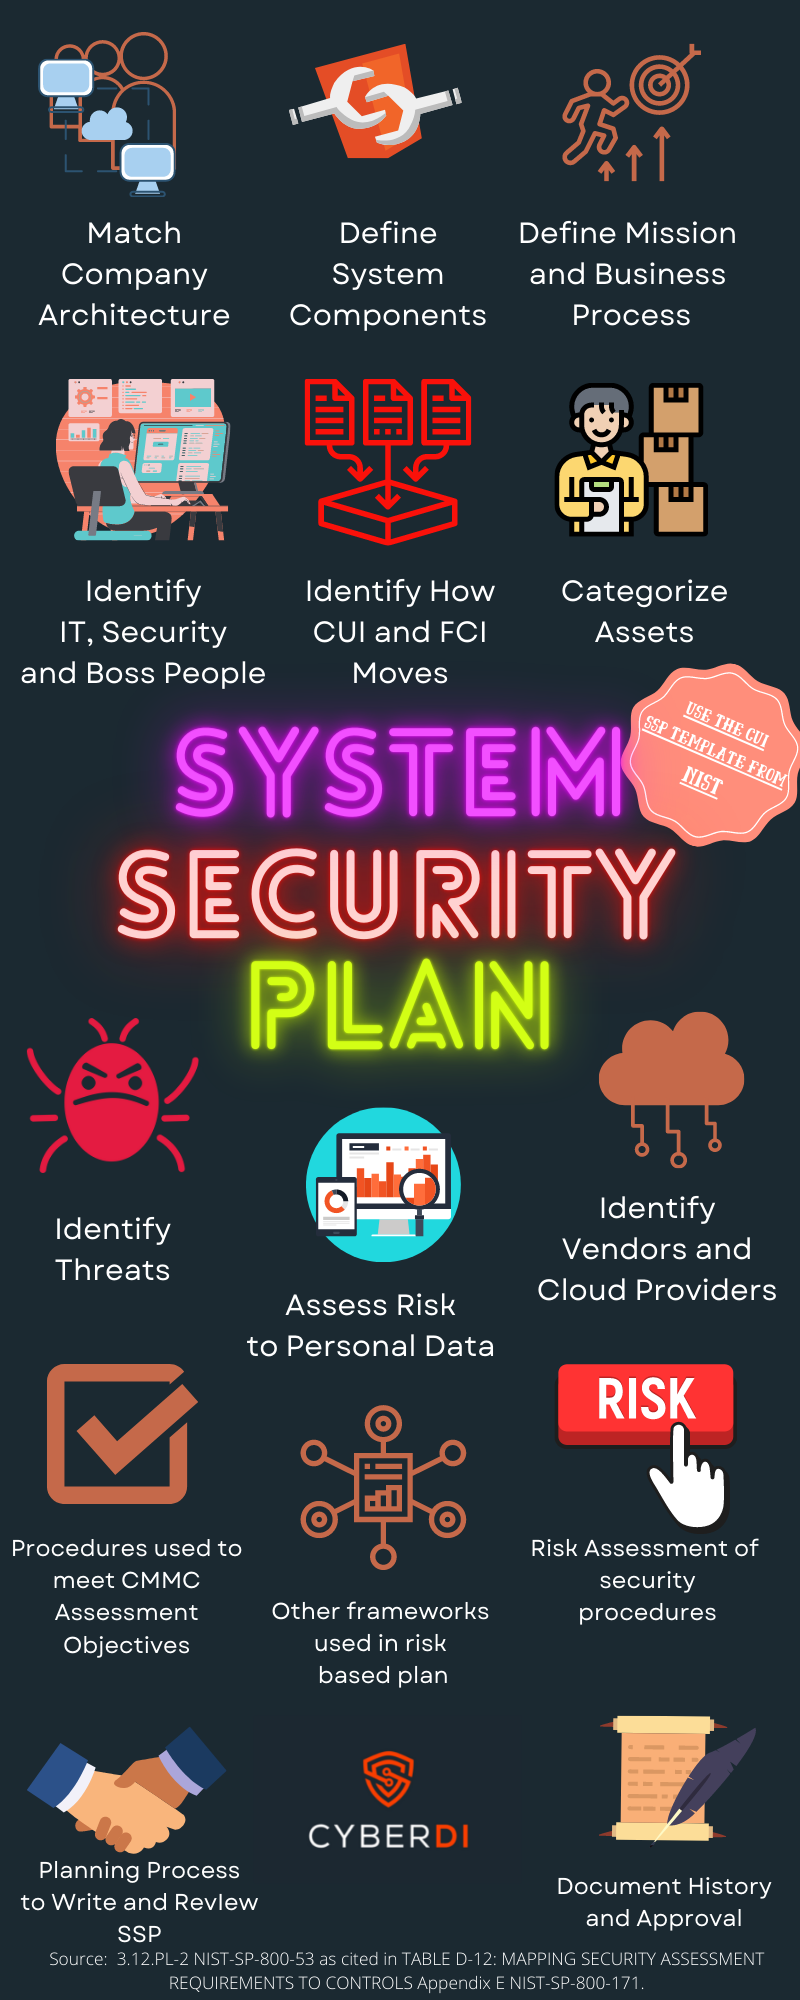 Match
Company
Architecture
Define
System
Components
Define Mission
and Business
Process
Identify
IT, Security
and Boss People
Identify How
CUI and FCI
Moves
Categorize
Assets
USE THE CUI
SSP TEMPLATE FROM
NIST
SYSTEM
SECURITY
PLAN
Identify
Threats
Assess Risk
to Personal Data
Identify
Vendors and
Cloud Providers
Procedures used to
meet CMMC
Assessment
Objectives
Other frameworks
used in risk
based plan
RISK
Risk Assessment of
security
procedures
Planning Process
to Write and RevIew
SSP
CYBERDI
Document History
and Approval
Source:  3.12.PL-2 NIST-SP-800-53 as cited in TABLE D-12: MAPPING SECURITY ASSESSMENT
REQUIREMENTS TO CONTROLS Appendix E NIST-SP-800-171.